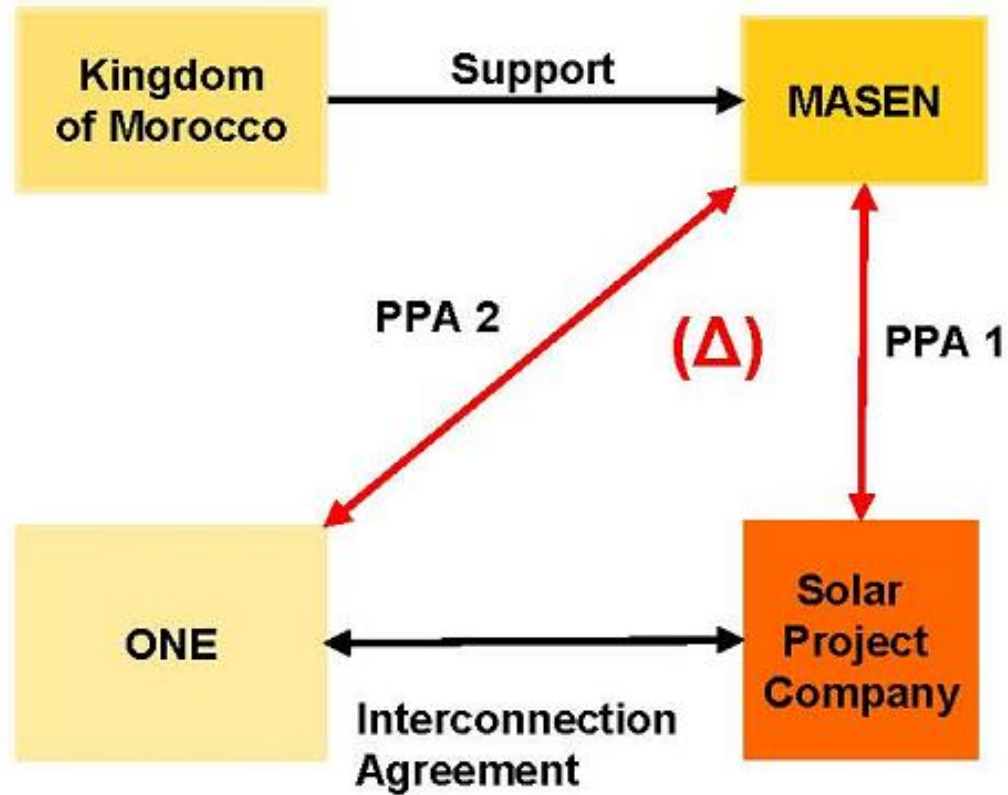 Kingdom
of Morocco
Support
MASEN
PPA 2
(Δ)
PPA 1
ONE
Interconnection
Agreement
Solar
Project
Company